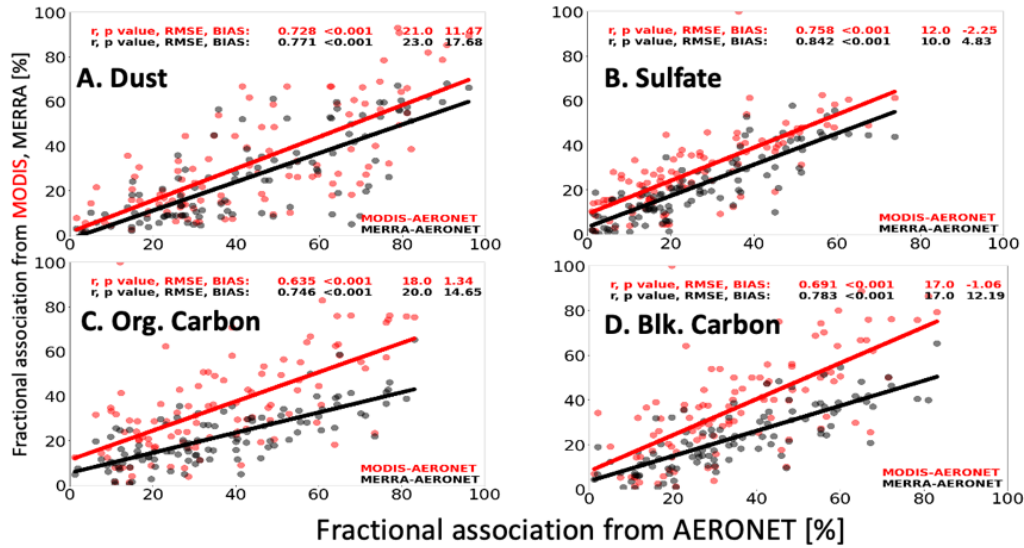 Fractional association from MODIS, MERRA [%]
100
80
60
40
20
0
r, p value, RMSE, BIAS: 0.728 <0.001 21.0 11.47
r, p value, RMSE, BIAS: 0.771 <0.001 23.0 17.68
A. Dust
MODIS-AERONET
MERRA-AERONET
0 20 40 60 80 100
100
80
60
40
20
0
r, p value, RMSE, BIAS: 0.758 <0.001 12.0 -2.25
r, p value, RMSE, BIAS: 0.842 <0.001 10.0 4.83
B. Sulfate
MODIS-AERONET
MERRA-AERONET
0 20 40 60 80 100
100
80
60
40
20
0
r, p value, RMSE, BIAS: 0.635 <0.001 18.0 1.34
r, p value, RMSE, BIAS: 0.746 <0.001 20.0 14.65
C. Org. Carbon
MODIS-AERONET
MERRA-AERONET
0 20 40 60 80 100
100
80
60
40
20
0
r, p value, RMSE, BIAS: 0.691 <0.001 17.0 -1.06
r, p value, RMSE, BIAS: 0.783 <0.001 17.0 12.19
D. Blk. Carbon
MODIS-AERONET
MERRA-AERONET
0 20 40 60 80 100
Fractional association from AERONET [%]